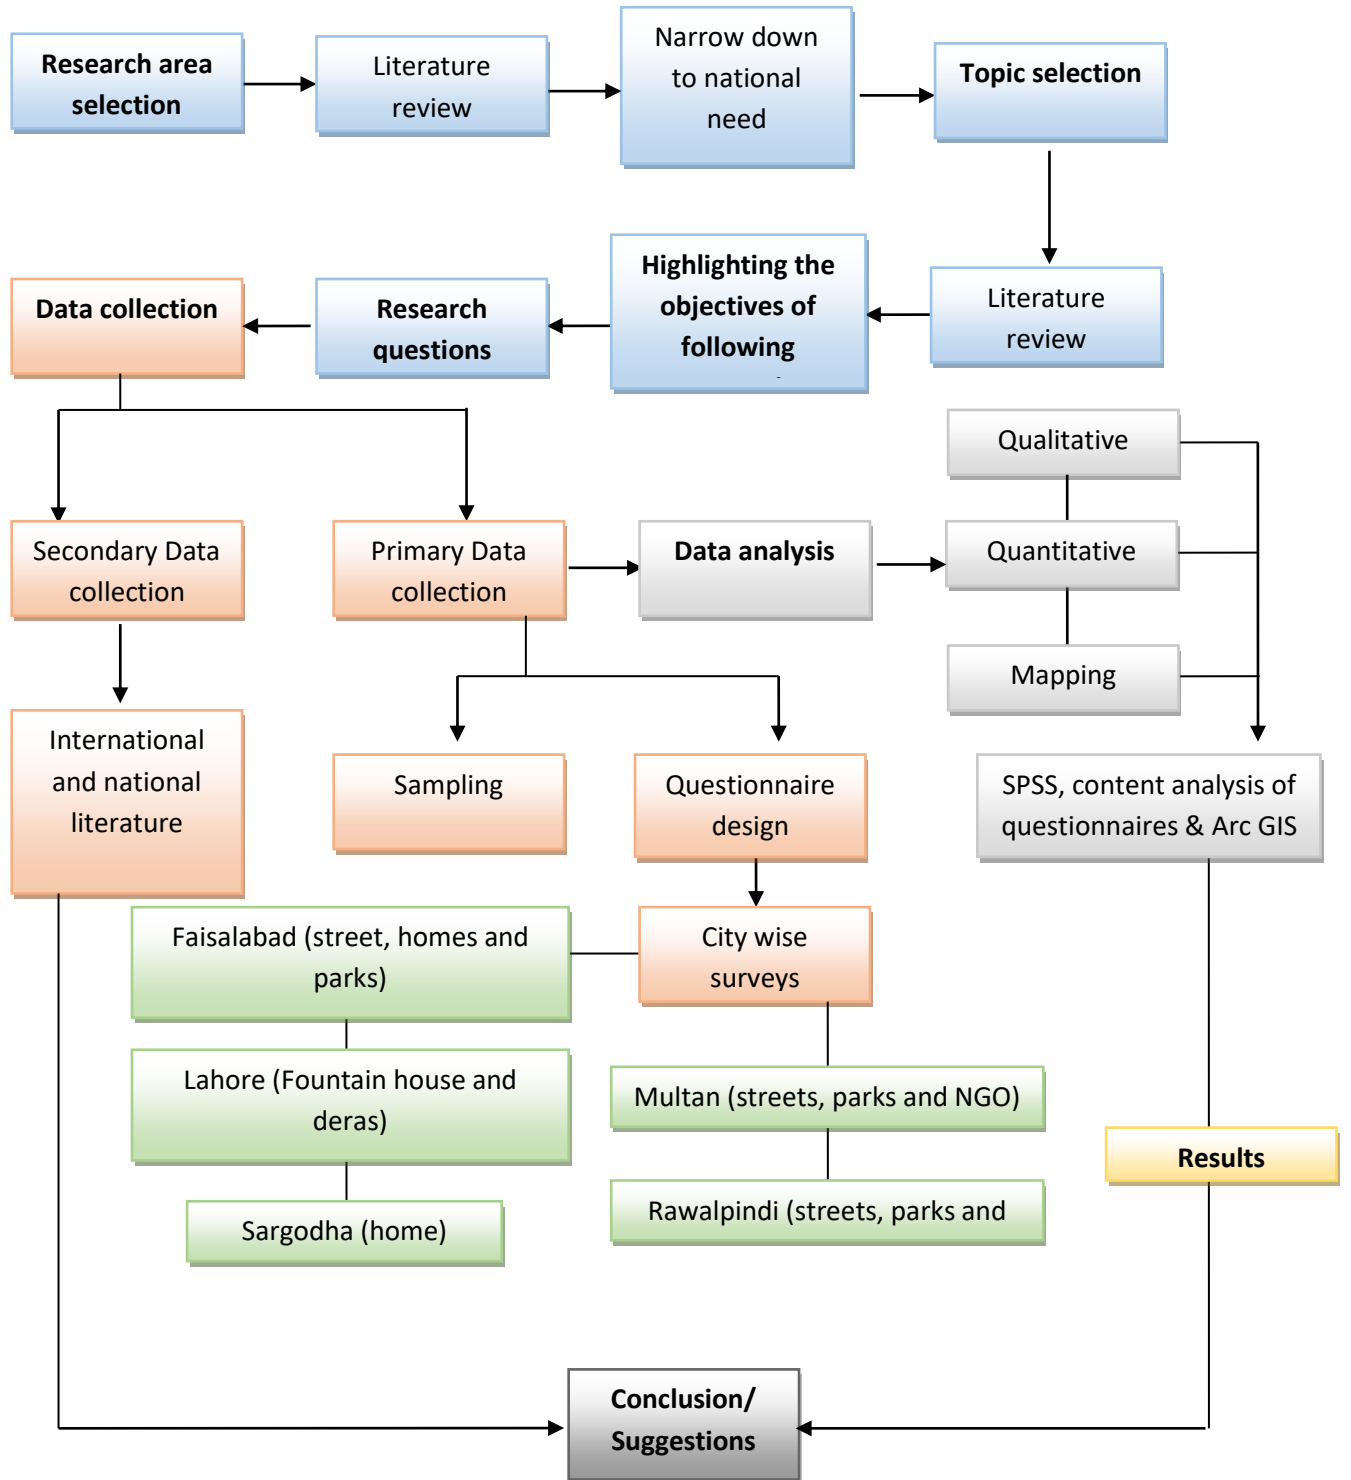 Research area
selection
Literature
review
Narrow down
to national
need
Topic selection
Literature
review
Highlighting the
objectives of
following
Research
questions
Data collection
Secondary Data
collection
Primary Data
collection
Data analysis
Qualitative
Quantitative
Mapping
International
and national
literature
Sampling
Questionnaire
design
SPSS, content analysis of
questionnaires & Arc GIS
City wise
surveys
Faisalabad (street, homes and
parks)
Lahore (Fountain house and
deras)
Sargodha (home)
Multan (streets, parks and NGO)
Rawalpindi (streets, parks and
Results
Conclusion/
Suggestions